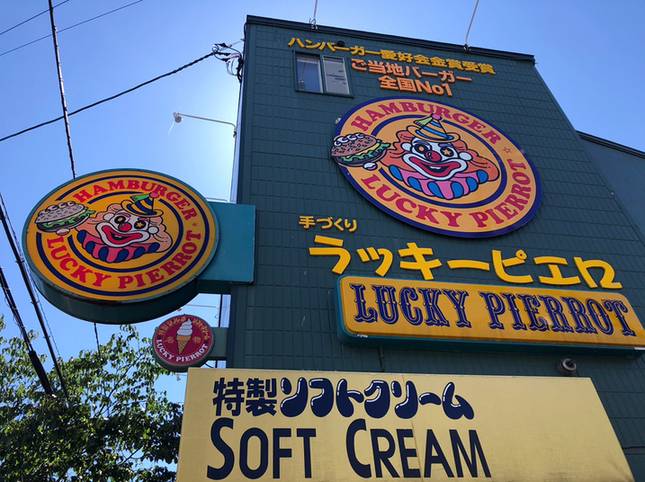 ハンバーガー愛好会金賞受賞
ご当地バーガー
全国No1
HAMBURGER
LUCKY PIERROT
手づくり
ラッキーピエロ
LUCKY PIERROT
HAMBURGER
LUCKY PIERROT
LUCKY PIERROT
特製ソフトクリーム
SOFT CREAM